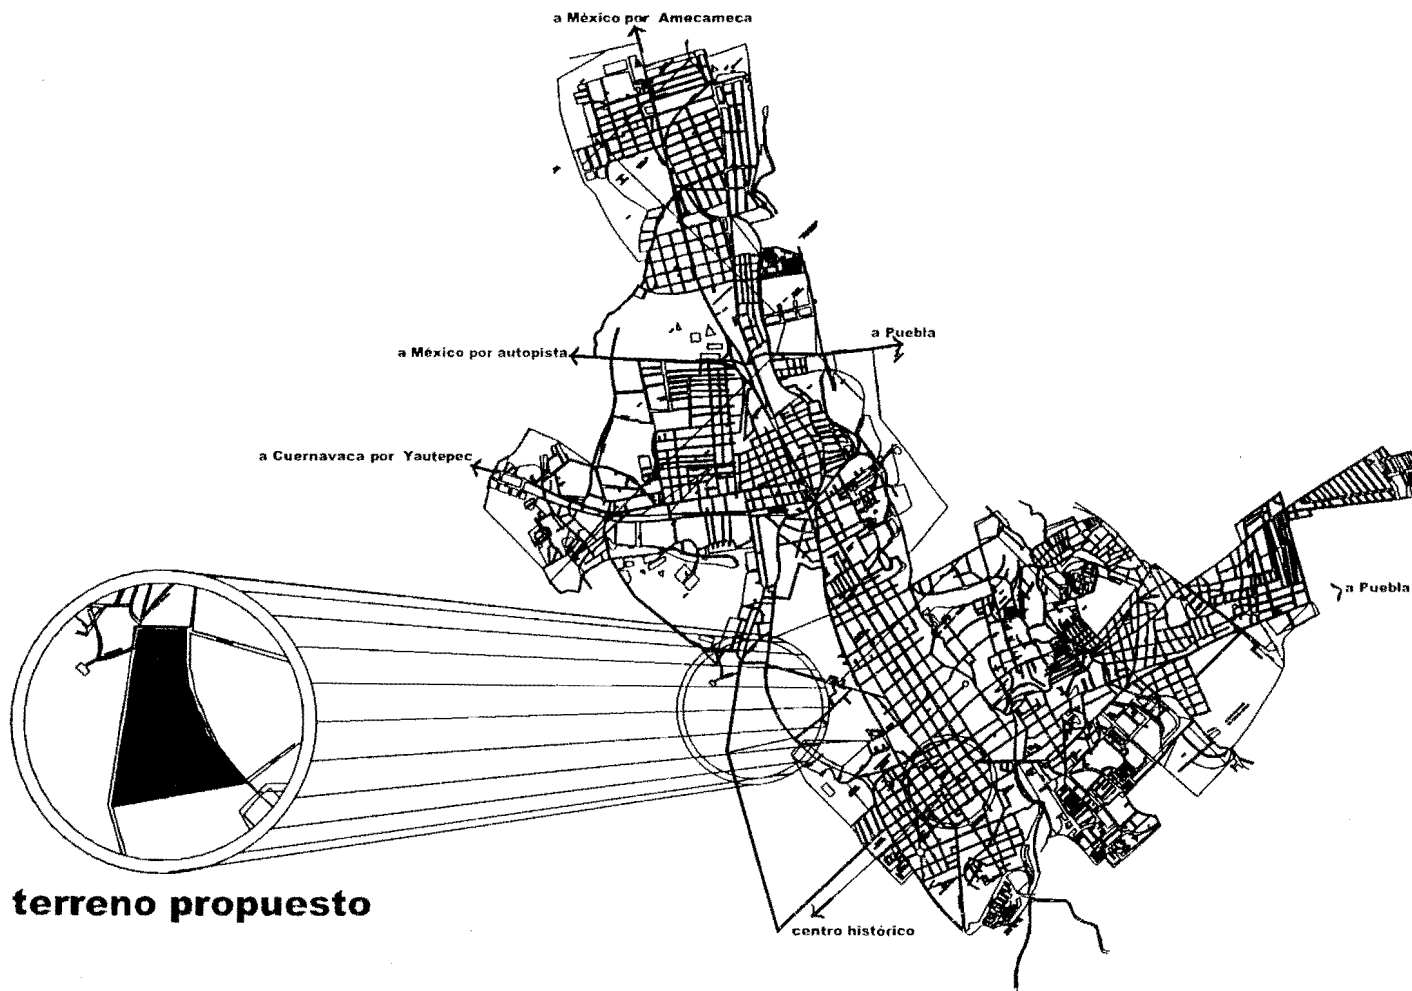 a México por Amecameca
a Puebla
a México por autopista
a Cuernavaca por Yautepec
a Puebla
terreno propuesto
centro histórico